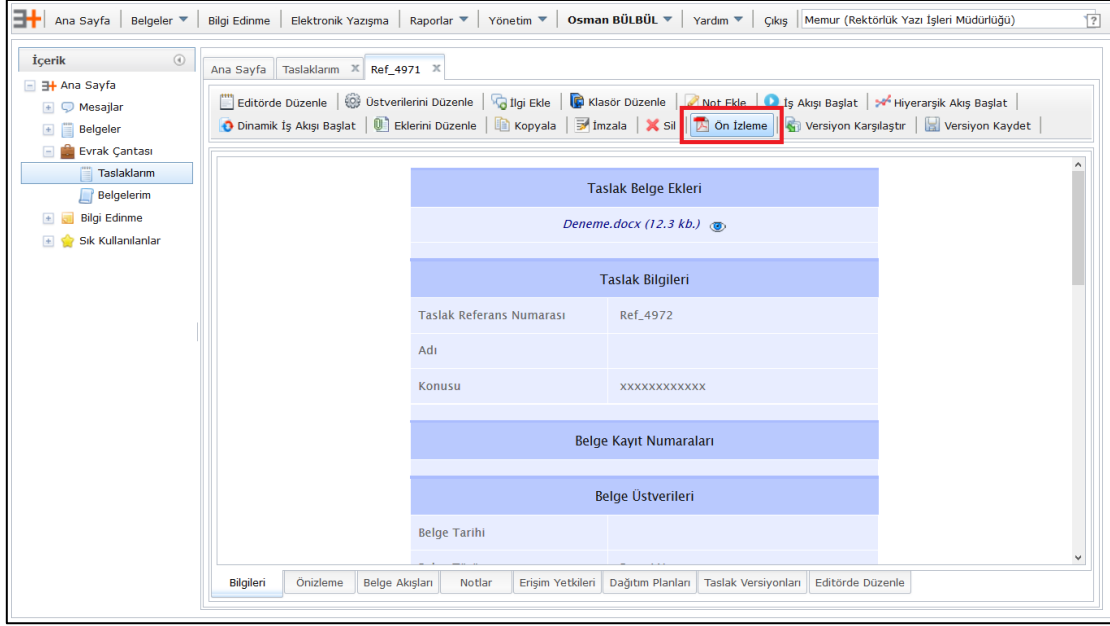 Ana Sayfa Belgeler Bilgi Edinme Elektronik Yazışma Raporlar Yönetim Osman BÜLBÜL Yardım Çıkış Memur (Rektörlük Yazı İşleri Müdürlüğü)
İçerik
Ana Sayfa
Mesajlar
Belgeler
Evrak Çantası
Taslaklarım
Belgelerim
Bilgi Edinme
Sık Kullanılanlar
Ana Sayfa Taslaklarım Ref_4971
Editörde Düzenle Üstverilerini Düzenle İlgi Ekle Klasör Düzenle Not Ekle İş Akışı Başlat Hiyerarşik Akış Başlat
Dinamik İş Akışı Başlat Eklerini Düzenle Kopyala İmzala Sil Ön İzleme Versiyon Karşılaştır Versiyon Kaydet
Taslak Belge Ekleri
Deneme.docx (12.3 kb.)
Taslak Bilgileri
Taslak Referans Numarası Ref_4972
Adı
Konusu xxxxxxxxxxxx
Belge Kayıt Numaraları
Belge Üstverileri
Belge Tarihi
Bilgileri Önizleme Belge Akışları Notlar Erişim Yetkileri Dağıtım Planları Taslak Versiyonları Editörde Düzenle